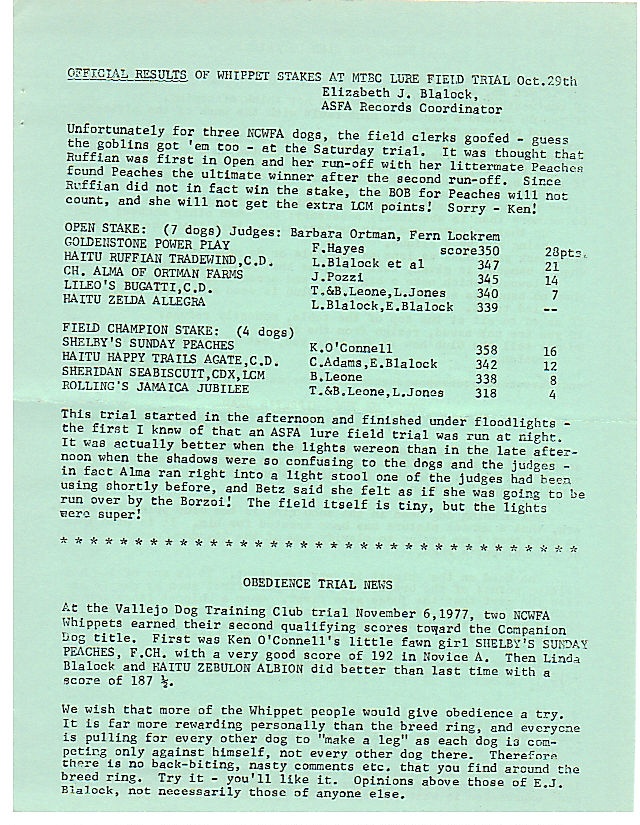 OFFICIAL RESULTS OF WHIPPET STAKES AT MTBC LURE FIELD TRIAL Oct.29th
Elizabeth J. Blalock,
ASFA Records Coordinator
Unfortunately for three NCWFA dogs, the field clerks goofed - guess
the goblins got 'em too - at the Saturday trial. It was thought that
Ruffian was first in Open and her run-off with her littermate Peaches
found Peaches the ultimate winner after the second run-off. Since
Ruffian did not in fact win the stake, the BOB for Peaches will not
count, and she will not get the extra LCM points! Sorry - Ken!
OPEN STAKE: (7 dogs) Judges: Barbara Ortman, Fern Lockrem
GOLDENSTONE POWER PLAY F.Hayes score350 28pts.
HAITU RUFFIAN TRADEWIND,C.D. L.Blalock et al 347 21
CH. ALMA OF ORTMAN FARMS J.Pozzi 345 14
LILEO'S BUGATTI,C.D. T.&B.Leone,L.Jones 340 7
HAITU ZELDA ALLEGRA L.Blalock,E.Blalock 339 --
FIELD CHAMPION STAKE: (4 dogs)
SHELBY'S SUNDAY PEACHES K.O'Connell 358 16
HAITU HAPPY TRAILS AGATE,C.D. C.Adams,E.Blalock 342 12
SHERIDAN SEABISCUIT,CDX,LCM B.Leone 338 8
ROLLING'S JAMAICA JUBILEE T.&B.Leone,L.Jones 318 4
This trial started in the afternoon and finished under floodlights -
the first I know of that an ASFA lure field trial was run at night.
It was actually better when the lights wereon than in the late after-
noon when the shadows were so confusing to the dogs and the judges -
in fact Alma ran right into a light stool one of the judges had been
using shortly before, and Betz said she felt as if she was going to be
run over by the Borzoi! The field itself is tiny, but the lights
were super!
* * * * * * * * * * * * * * * * * * * * * * * * * * * * * * * * * * *
OBEDIENCE TRIAL NEWS
At the Vallejo Dog Training Club trial November 6,1977, two NCWFA
Whippets earned their second qualifying scores toward the Companion
Dog title. First was Ken O'Connell's little fawn girl SHELBY'S SUNDAY
PEACHES, F.CH. with a very good score of 192 in Novice A. Then Linda
Blalock and HAITU ZEBULON ALBION did better than last time with a
score of 187 ½.
We wish that more of the Whippet people would give obedience a try.
It is far more rewarding personally than the breed ring, and everyone
is pulling for every other dog to "make a leg" as each dog is com-
peting only against himself, not every other dog there. Therefore
there is no back-biting, nasty comments etc. that you find around the
breed ring. Try it - you'll like it. Opinions above those of E.J.
Blalock, not necessarily those of anyone else.